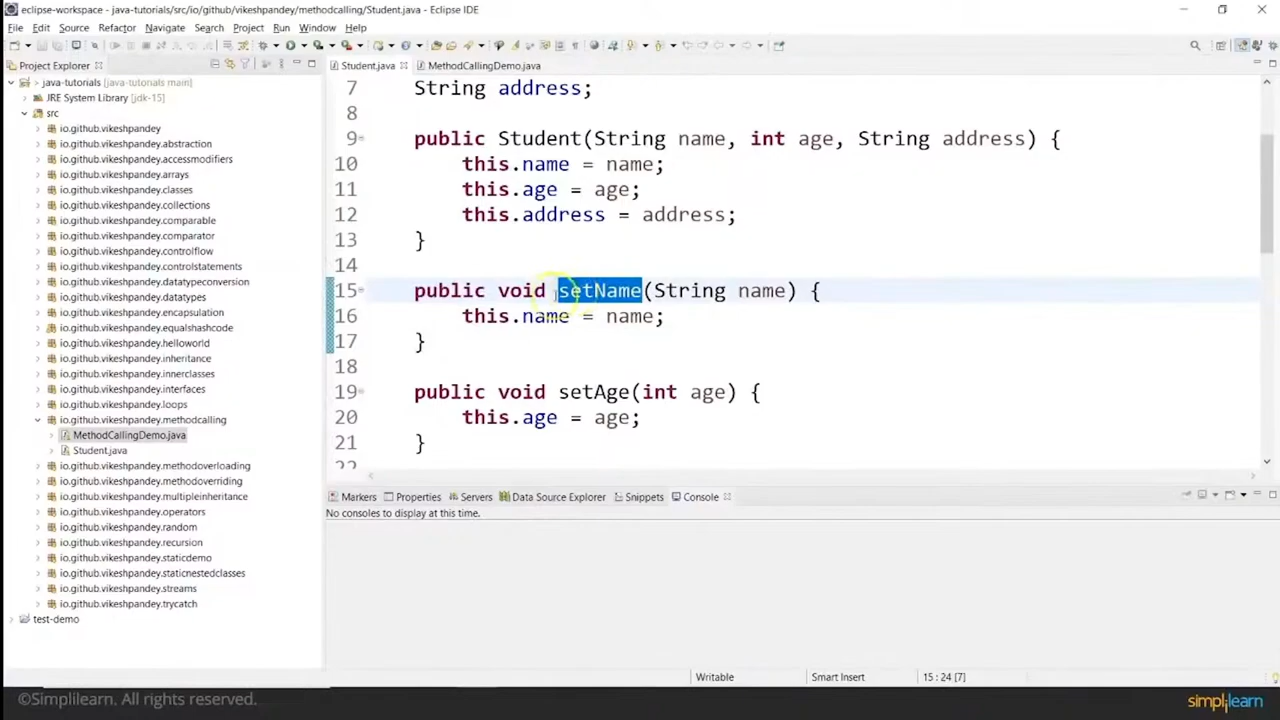 eclipse-workspace - java-tutorials/src/io/github/vikeshpandey/methodcalling/Student.java - Eclipse IDE
File Edit Source Refactor Navigate Search Project Run Window Help
Project Explorer
Student.java
MethodCallingDemo.java
> java-tutorials [java-tutorials main]
JRE System Library [jdk-15]
src
io.github.vikeshpandey
io.github.vikeshpandey.abstraction
io.github.vikeshpandey.accessmodifiers
io.github.vikeshpandey.arrays
io.github.vikeshpandey.classes
io.github.vikeshpandey.collections
io.github.vikeshpandey.comparable
io.github.vikeshpandey.comparator
io.github.vikeshpandey.controlflow
io.github.vikeshpandey.controlstatements
io.github.vikeshpandey.datatypeconversion
io.github.vikeshpandey.datatypes
io.github.vikeshpandey.encapsulation
io.github.vikeshpandey.equalshashcode
io.github.vikeshpandey.helloworld
io.github.vikeshpandey.inheritance
io.github.vikeshpandey.innerclasses
io.github.vikeshpandey.interfaces
io.github.vikeshpandey.loops
io.github.vikeshpandey.methodcalling
MethodCallingDemo.java
Student.java
io.github.vikeshpandey.methodoverloading
io.github.vikeshpandey.methodoverriding
io.github.vikeshpandey.multipleinheritance
io.github.vikeshpandey.operators
io.github.vikeshpandey.random
io.github.vikeshpandey.recursion
io.github.vikeshpandey.staticdemo
io.github.vikeshpandey.staticnestedclasses
io.github.vikeshpandey.streams
io.github.vikeshpandey.trycatch
test-demo
7 String address;
8
9 public Student(String name, int age, String address) {
10 this.name = name;
11 this.age = age;
12 this.address = address;
13 }
14
15 public void setName(String name) {
16 this.name = name;
17 }
18
19 public void setAge(int age) {
20 this.age = age;
21 }
22
Markers Properties Servers Data Source Explorer Snippets Console
No consoles to display at this time.
Writable Smart Insert 15 : 24 [7]
©Simplilearn. All rights reserved.
simplilearn